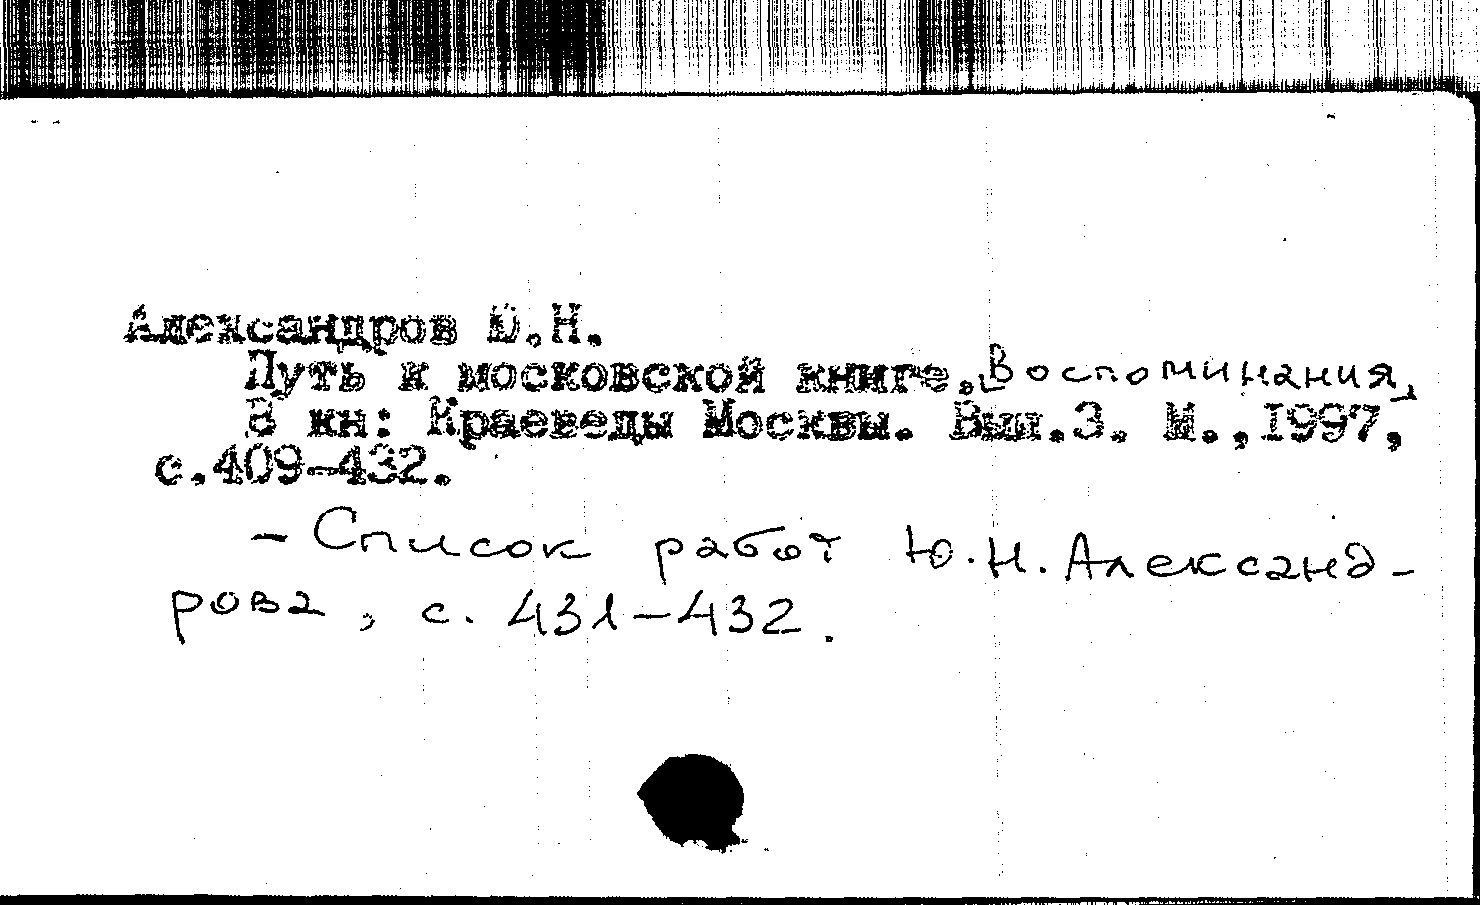 Александров Ю.Н.
Путь к московской книге. Воспоминания.
В кн: Краеведы Москвы. Вып.3. М.,1997,
с.409-432.
- Список работ Ю.Н. Александ-
рова, с. 431-432.